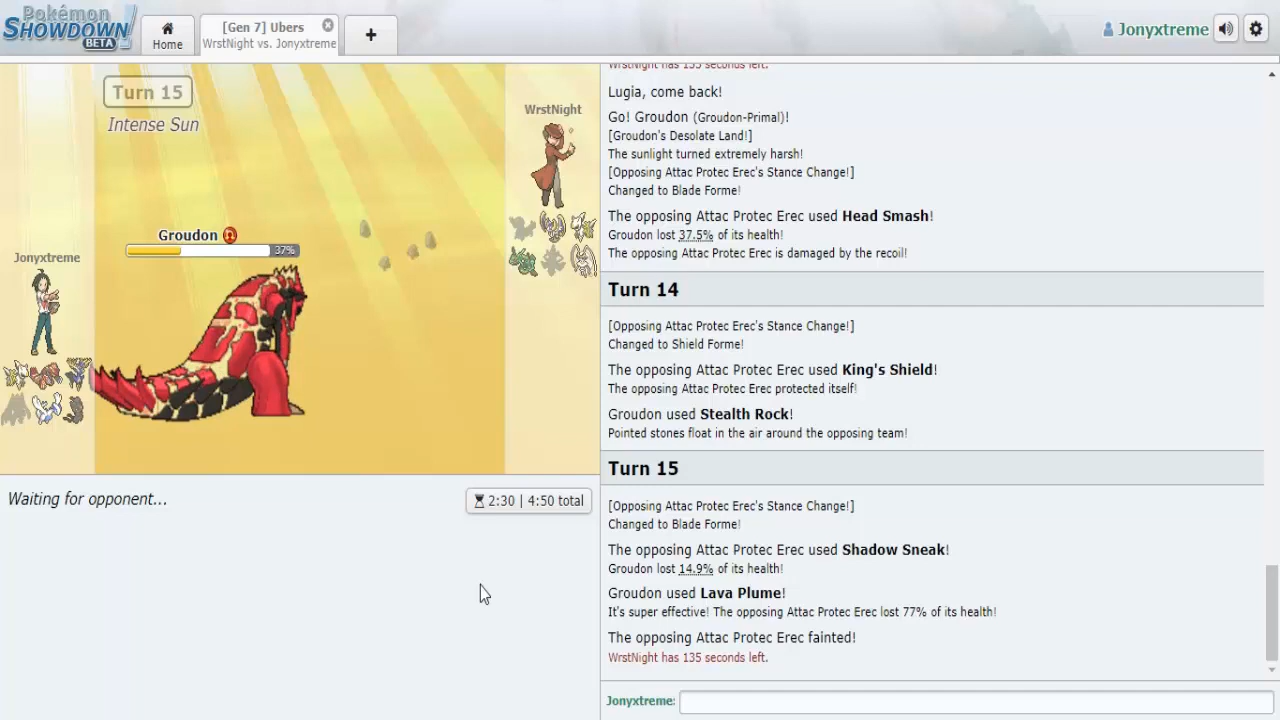 Pokémon
SHOWDOWN!
BETA
Home
[Gen 7] Ubers
WrstNight vs. Jonyxtreme
+
Jonyxtreme
Turn 15
Intense Sun
WrstNight
Groudon
37%
Jonyxtreme
Waiting for opponent...
2:30 | 4:50 total
WrstNight has 135 seconds left.
Lugia, come back!
Go! Groudon (Groudon-Primal)!
[Groudon's Desolate Land!]
The sunlight turned extremely harsh!
[Opposing Attac Protec Erec's Stance Change!]
Changed to Blade Forme!
The opposing Attac Protec Erec used Head Smash!
Groudon lost 37.5% of its health!
The opposing Attac Protec Erec is damaged by the recoil!
Turn 14
[Opposing Attac Protec Erec's Stance Change!]
Changed to Shield Forme!
The opposing Attac Protec Erec used King's Shield!
The opposing Attac Protec Erec protected itself!
Groudon used Stealth Rock!
Pointed stones float in the air around the opposing team!
Turn 15
[Opposing Attac Protec Erec's Stance Change!]
Changed to Blade Forme!
The opposing Attac Protec Erec used Shadow Sneak!
Groudon lost 14.9% of its health!
Groudon used Lava Plume!
It's super effective! The opposing Attac Protec Erec lost 77% of its health!
The opposing Attac Protec Erec fainted!
WrstNight has 135 seconds left.
Jonyxtreme: